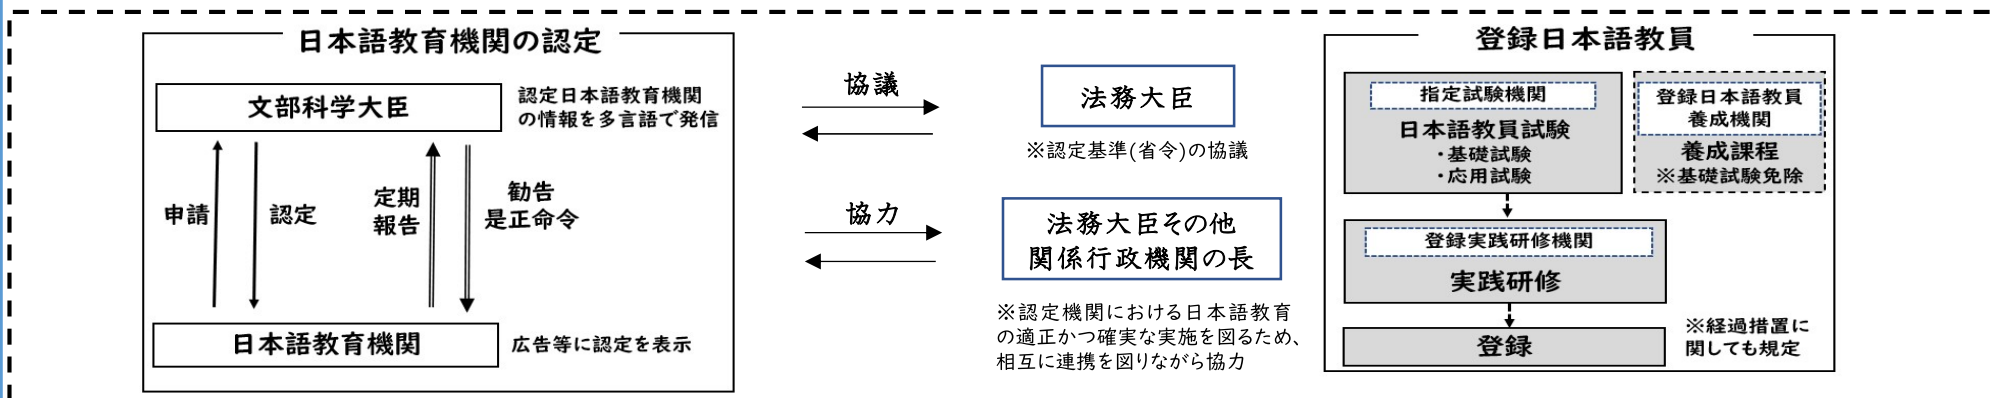 日本語教育機関の認定
文部科学大臣
認定日本語教育機関
の情報を多言語で発信
申請
認定
定期
報告
勧告
是正命令
日本語教育機関
広告等に認定を表示
協議
法務大臣
※認定基準(省令)の協議
協力
法務大臣その他
関係行政機関の長
※認定機関における日本語教育
の適正かつ確実な実施を図るため、
相互に連携を図りながら協力
登録日本語教員
指定試験機関
日本語教員試験
・基礎試験
・応用試験
登録日本語教員
養成機関
養成課程
※基礎試験免除
登録実践研修機関
実践研修
登録
※経過措置に
関しても規定